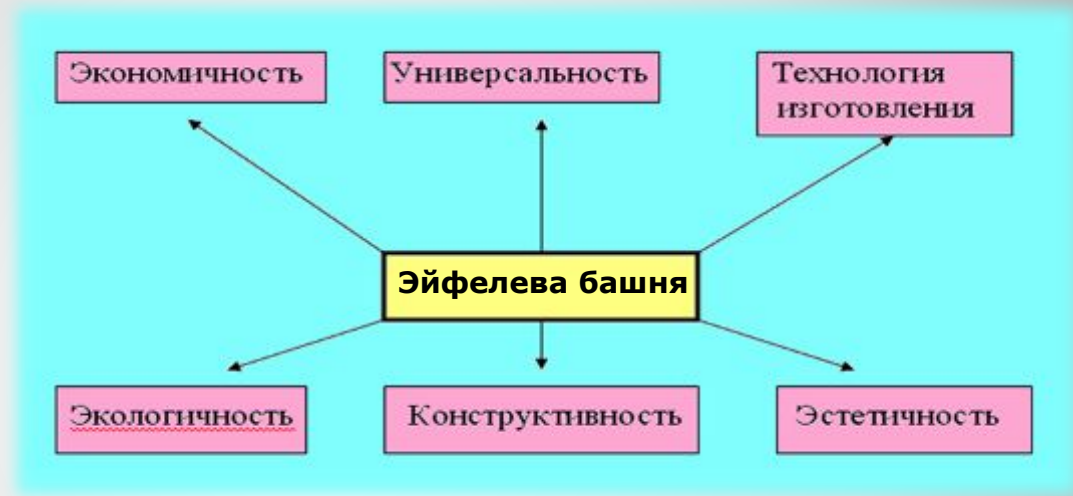 Экономичность
Универсальность
Технология
изготовления
Эйфелева башня
Экологичность
Конструктивность
Эстетичность